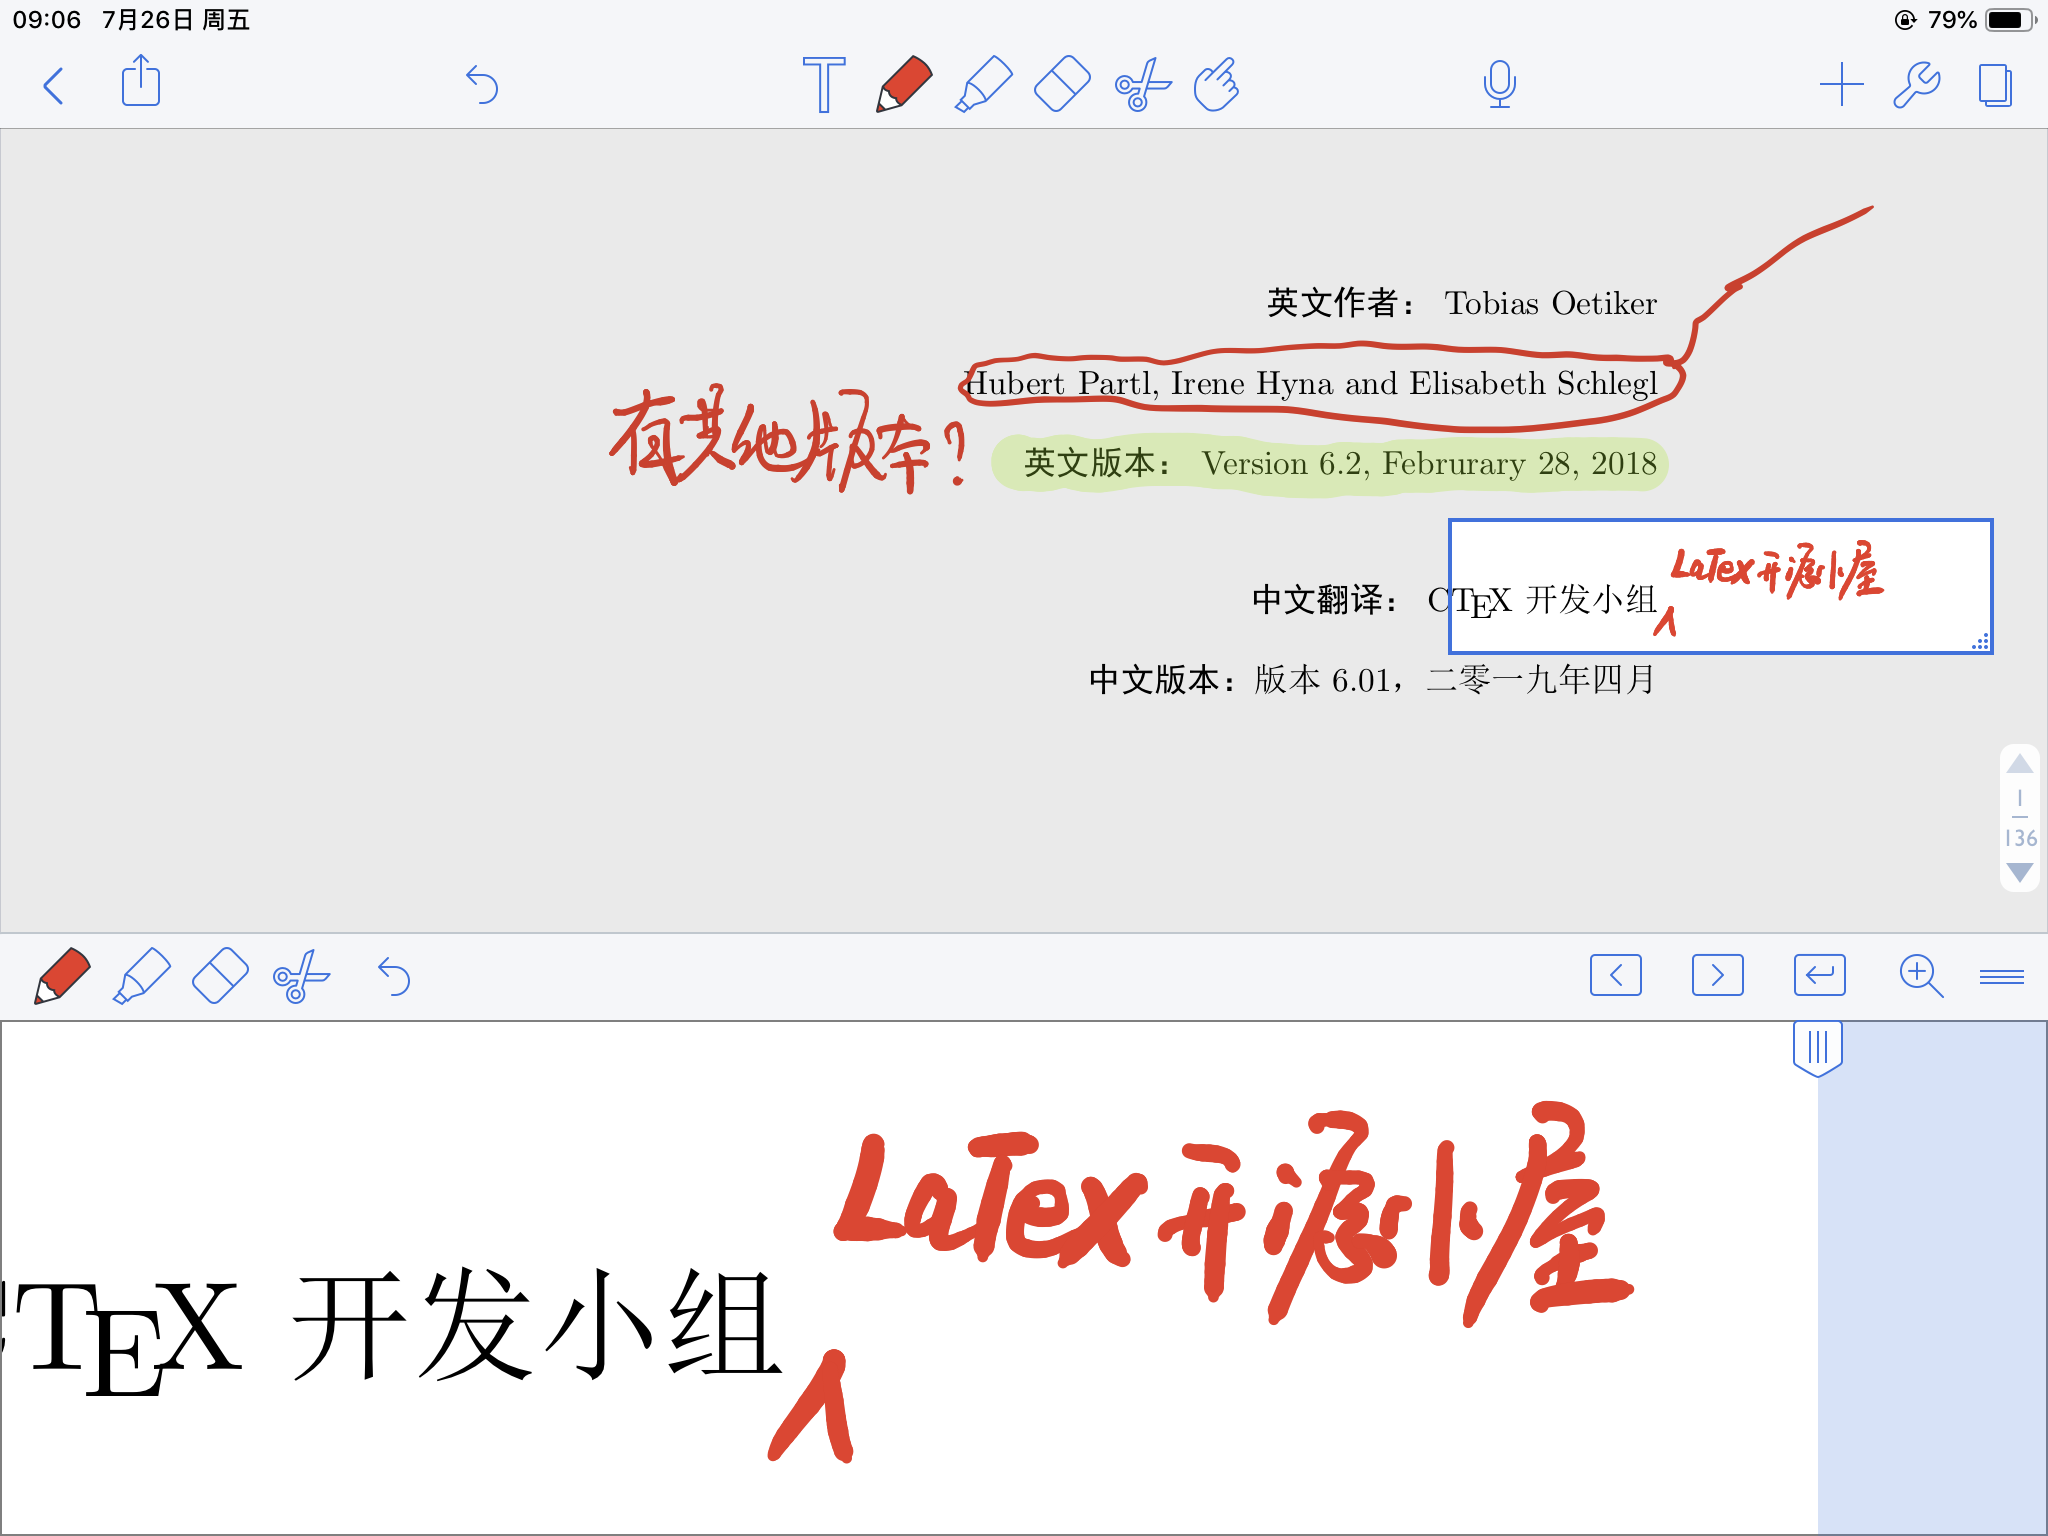 09:06 7月26日 周五
79%
英文作者： Tobias Oetiker
Hubert Partl, Irene Hyna and Elisabeth Schlegl
有其他版本?
英文版本： Version 6.2, Februrary 28, 2018
LaTex开源小屋
中文翻译： CTEX 开发小组
中文版本：版本 6.01，二零一九年四月
1
136
LaTex开源小屋
CTEX 开发小组